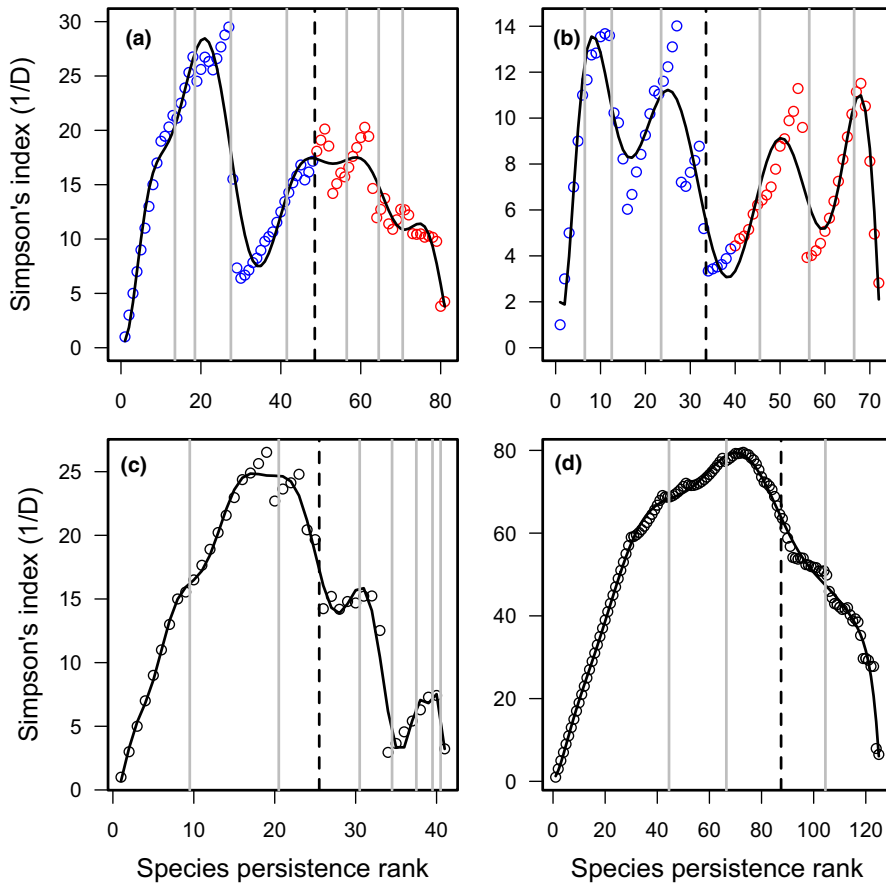 (a)
Simpson's index (1/D)
30
25
20
15
10
5
0
0 20 40 60 80
(b)
14
12
10
8
6
4
2
0
0 10 20 30 40 50 60 70
(c)
Simpson's index (1/D)
25
20
15
10
5
0
0 10 20 30 40
Species persistence rank
(d)
80
60
40
20
0
0 20 40 60 80 100 120
Species persistence rank